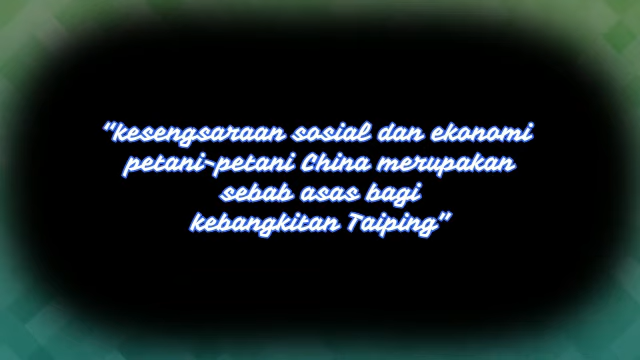 "kesengsaraan sosial dan ekonomi
petani-petani China merupakan
sebab asas bagi
kebangkitan Taiping"